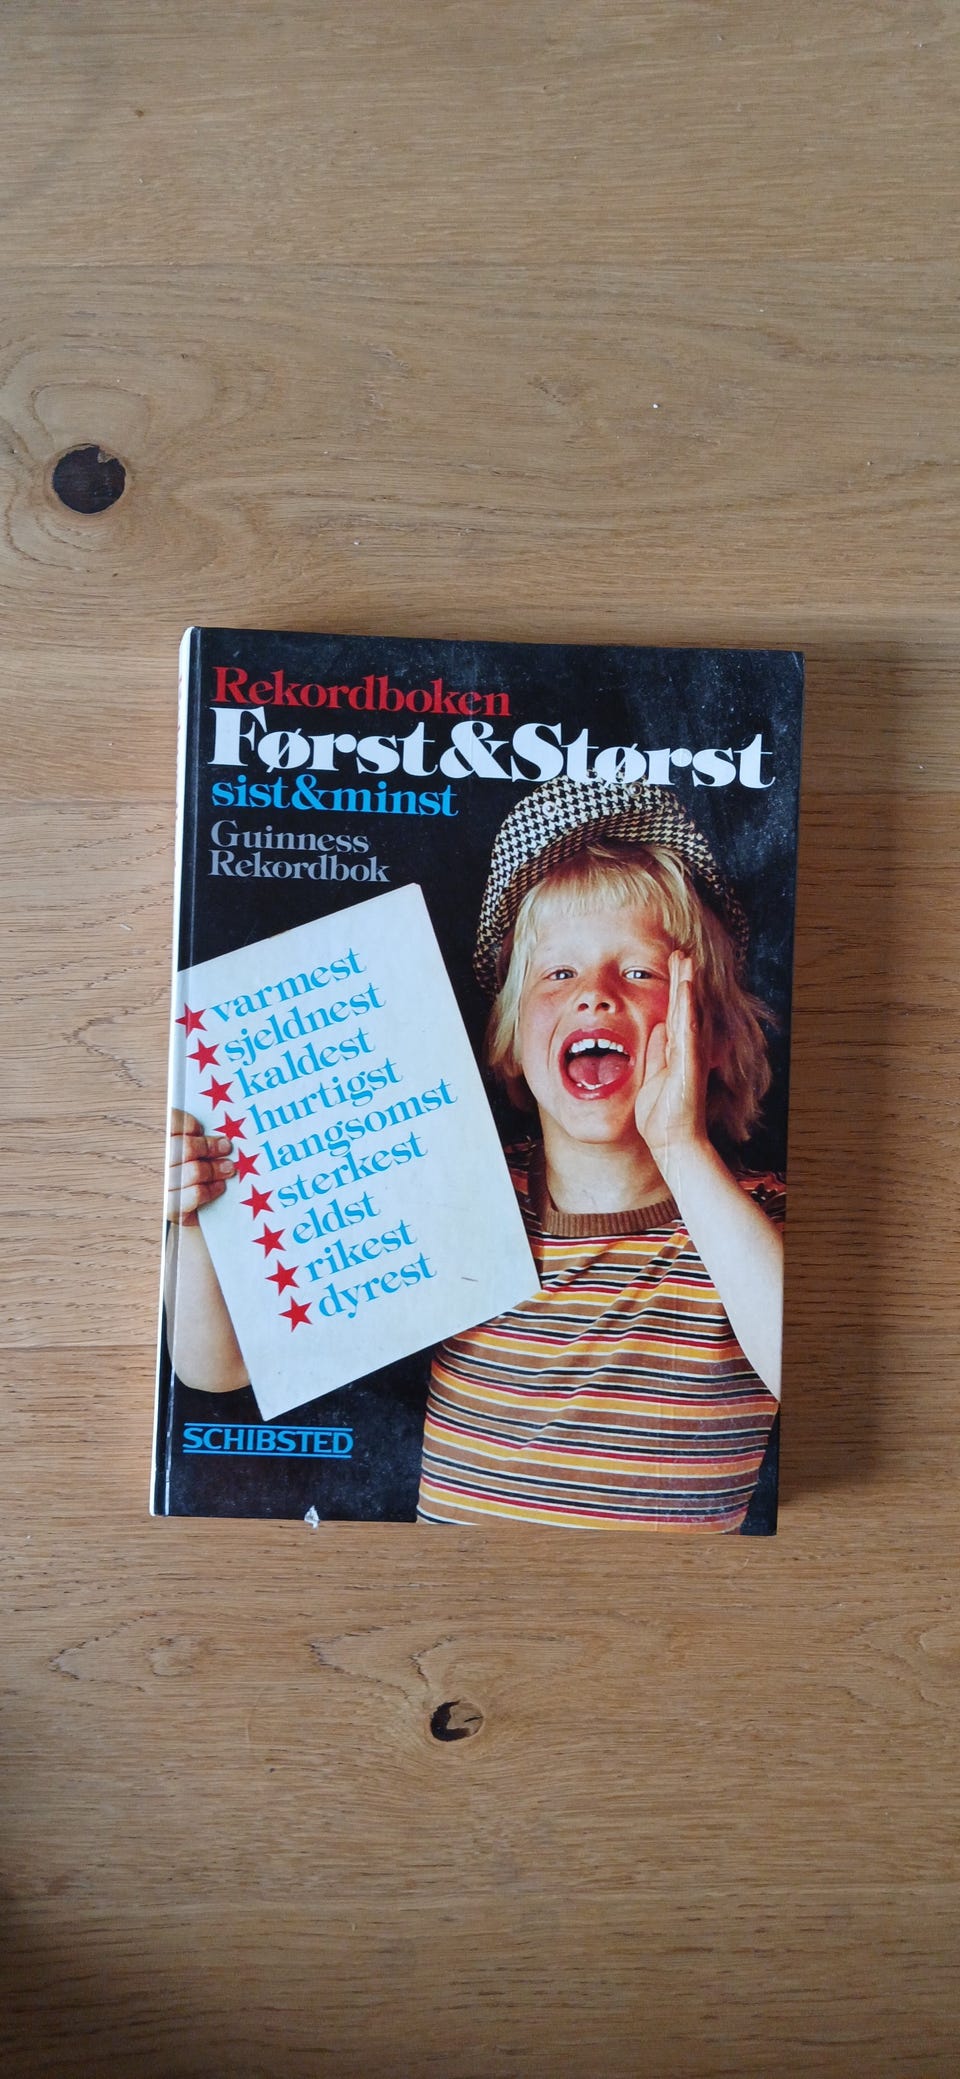 Rekordboken
Først&Størst
sist&minst
Guinness
Rekordbok
varmest
sjeldnest
kaldest
hurtigst
langsomst
sterkest
eldst
rikest
dyrest
SCHIBSTED